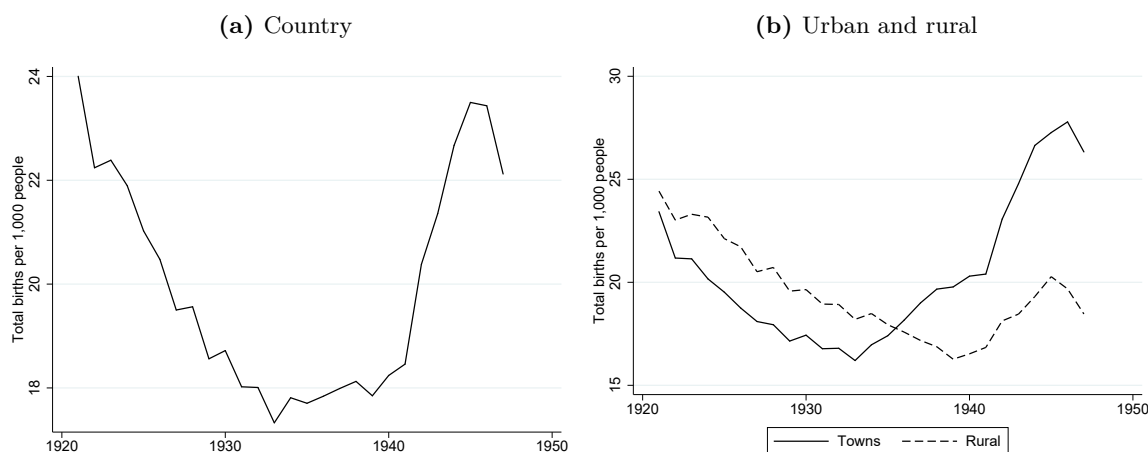 (a) Country
(b) Urban and rural
Total births per 1,000 people
24
22
20
18
1920
1930
1940
1950
Total births per 1,000 people
30
25
20
15
1920
1930
1940
1950
Towns
Rural